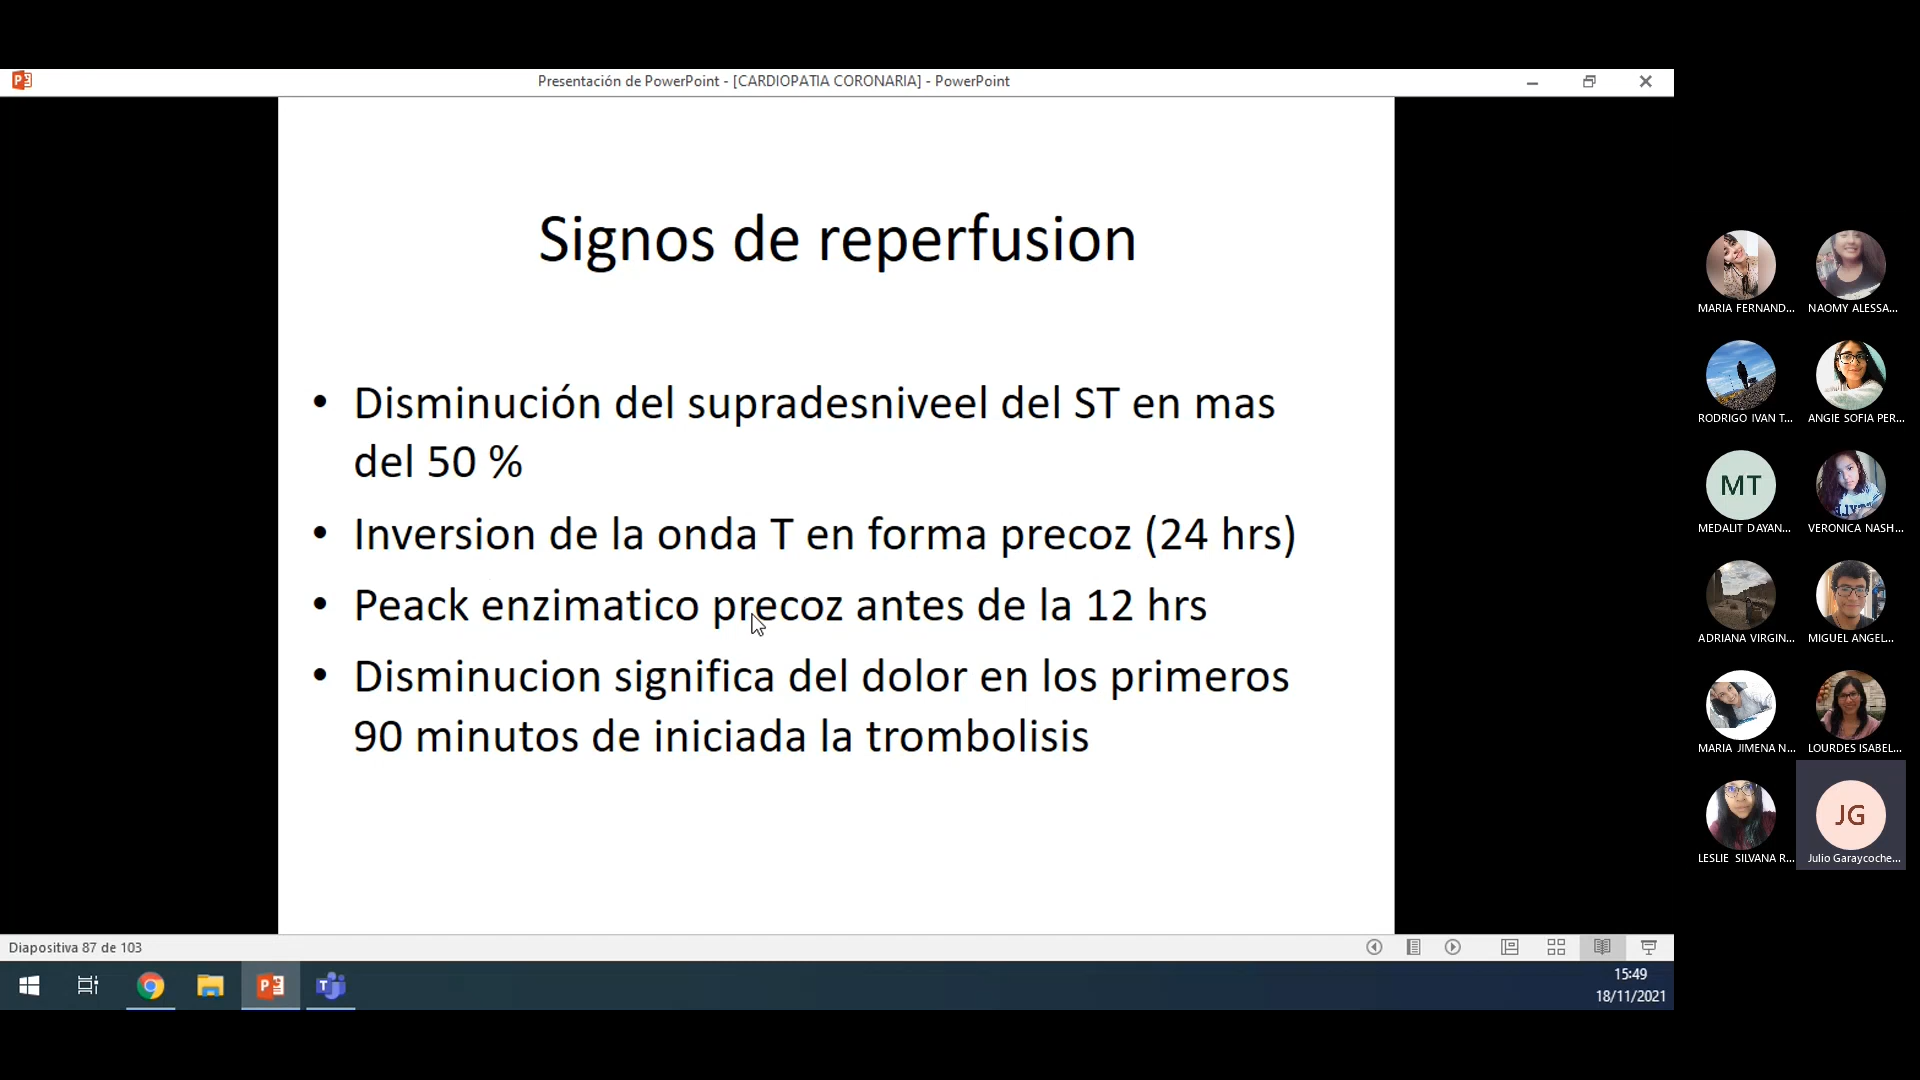 Presentación de PowerPoint - [CARDIOPATIA CORONARIA] - PowerPoint
Signos de reperfusion
• Disminución del supradesniveel del ST en mas
del 50 %
• Inversion de la onda T en forma precoz (24 hrs)
• Peack enzimatico precoz antes de la 12 hrs
• Disminucion significa del dolor en los primeros
90 minutos de iniciada la trombolisis
MARIA FERNAND...
NAOMY ALESSA...
RODRIGO IVAN T...
ANGIE SOFIA PER...
MT
MEDALIT DAYAN...
VERONICA NASH...
ADRIANA VIRGIN...
MIGUEL ANGEL...
MARIA JIMENA N...
LOURDES ISABEL...
LESLIE SILVANA R...
JG
Julio Garaycoche...
Diapositiva 87 de 103
15:49
18/11/2021